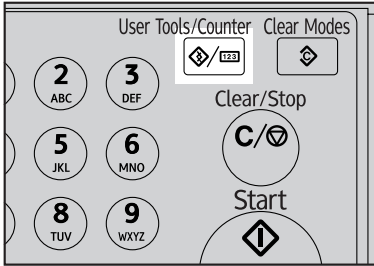 User Tools/Counter Clear Modes
123
2
ABC
3
DEF
Clear/Stop
C/
5
JKL
6
MNO
Start
8
TUV
9
WXYZ